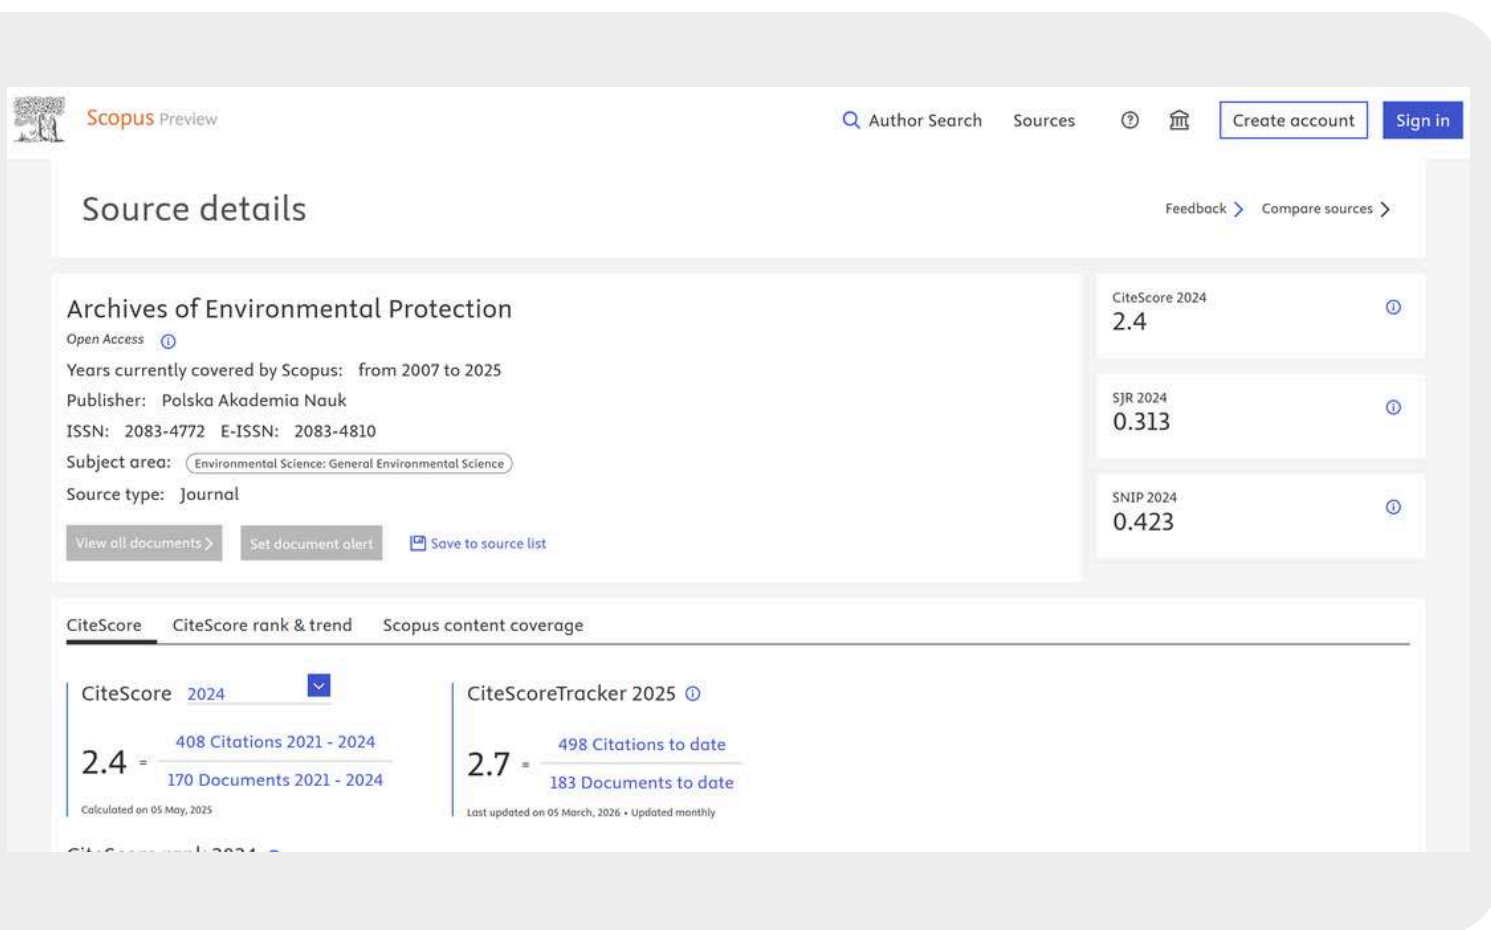 Scopus Preview
Author Search Sources Create account Sign in
Source details
Feedback Compare sources
Archives of Environmental Protection
Open Access
Years currently covered by Scopus: from 2007 to 2025
Publisher: Polska Akademia Nauk
ISSN: 2083-4772 E-ISSN: 2083-4810
Subject area: Environmental Science: General Environmental Science
Source type: Journal
View all documents Set document alert Save to source list
CiteScore 2024
2.4
SJR 2024
0.313
SNIP 2024
0.423
CiteScore CiteScore rank & trend Scopus content coverage
CiteScore 2024
2.4 = 408 Citations 2021 - 2024
170 Documents 2021 - 2024
Calculated on 05 May, 2025
CiteScoreTracker 2025
2.7 = 498 Citations to date
183 Documents to date
Last updated on 05 March, 2026 • Updated monthly
CiteScore rank 2024